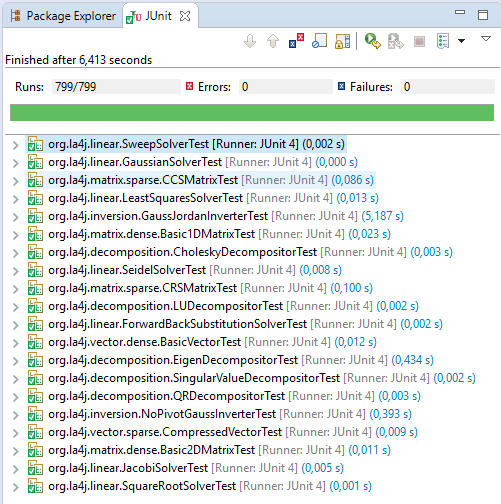 Package Explorer JUnit
Finished after 6,413 seconds
Runs: 799/799 Errors: 0 Failures: 0
org.la4j.linear.SweepSolverTest [Runner: JUnit 4] (0,002 s)
org.la4j.linear.GaussianSolverTest [Runner: JUnit 4] (0,000 s)
org.la4j.matrix.sparse.CCSMatrixTest [Runner: JUnit 4] (0,086 s)
org.la4j.linear.LeastSquaresSolverTest [Runner: JUnit 4] (0,013 s)
org.la4j.inversion.GaussJordanInverterTest [Runner: JUnit 4] (5,187 s)
org.la4j.matrix.dense.Basic1DMatrixTest [Runner: JUnit 4] (0,023 s)
org.la4j.decomposition.CholeskyDecompositorTest [Runner: JUnit 4] (0,003 s)
org.la4j.linear.SeidelSolverTest [Runner: JUnit 4] (0,008 s)
org.la4j.matrix.sparse.CRSMatrixTest [Runner: JUnit 4] (0,100 s)
org.la4j.decomposition.LUDecompositorTest [Runner: JUnit 4] (0,002 s)
org.la4j.linear.ForwardBackSubstitutionSolverTest [Runner: JUnit 4] (0,002 s)
org.la4j.vector.dense.BasicVectorTest [Runner: JUnit 4] (0,012 s)
org.la4j.decomposition.EigenDecompositorTest [Runner: JUnit 4] (0,434 s)
org.la4j.decomposition.SingularValueDecompositorTest [Runner: JUnit 4] (0,002 s)
org.la4j.decomposition.QRDecompositorTest [Runner: JUnit 4] (0,003 s)
org.la4j.inversion.NoPivotGaussInverterTest [Runner: JUnit 4] (0,393 s)
org.la4j.vector.sparse.CompressedVectorTest [Runner: JUnit 4] (0,009 s)
org.la4j.matrix.dense.Basic2DMatrixTest [Runner: JUnit 4] (0,011 s)
org.la4j.linear.JacobiSolverTest [Runner: JUnit 4] (0,005 s)
org.la4j.linear.SquareRootSolverTest [Runner: JUnit 4] (0,001 s)